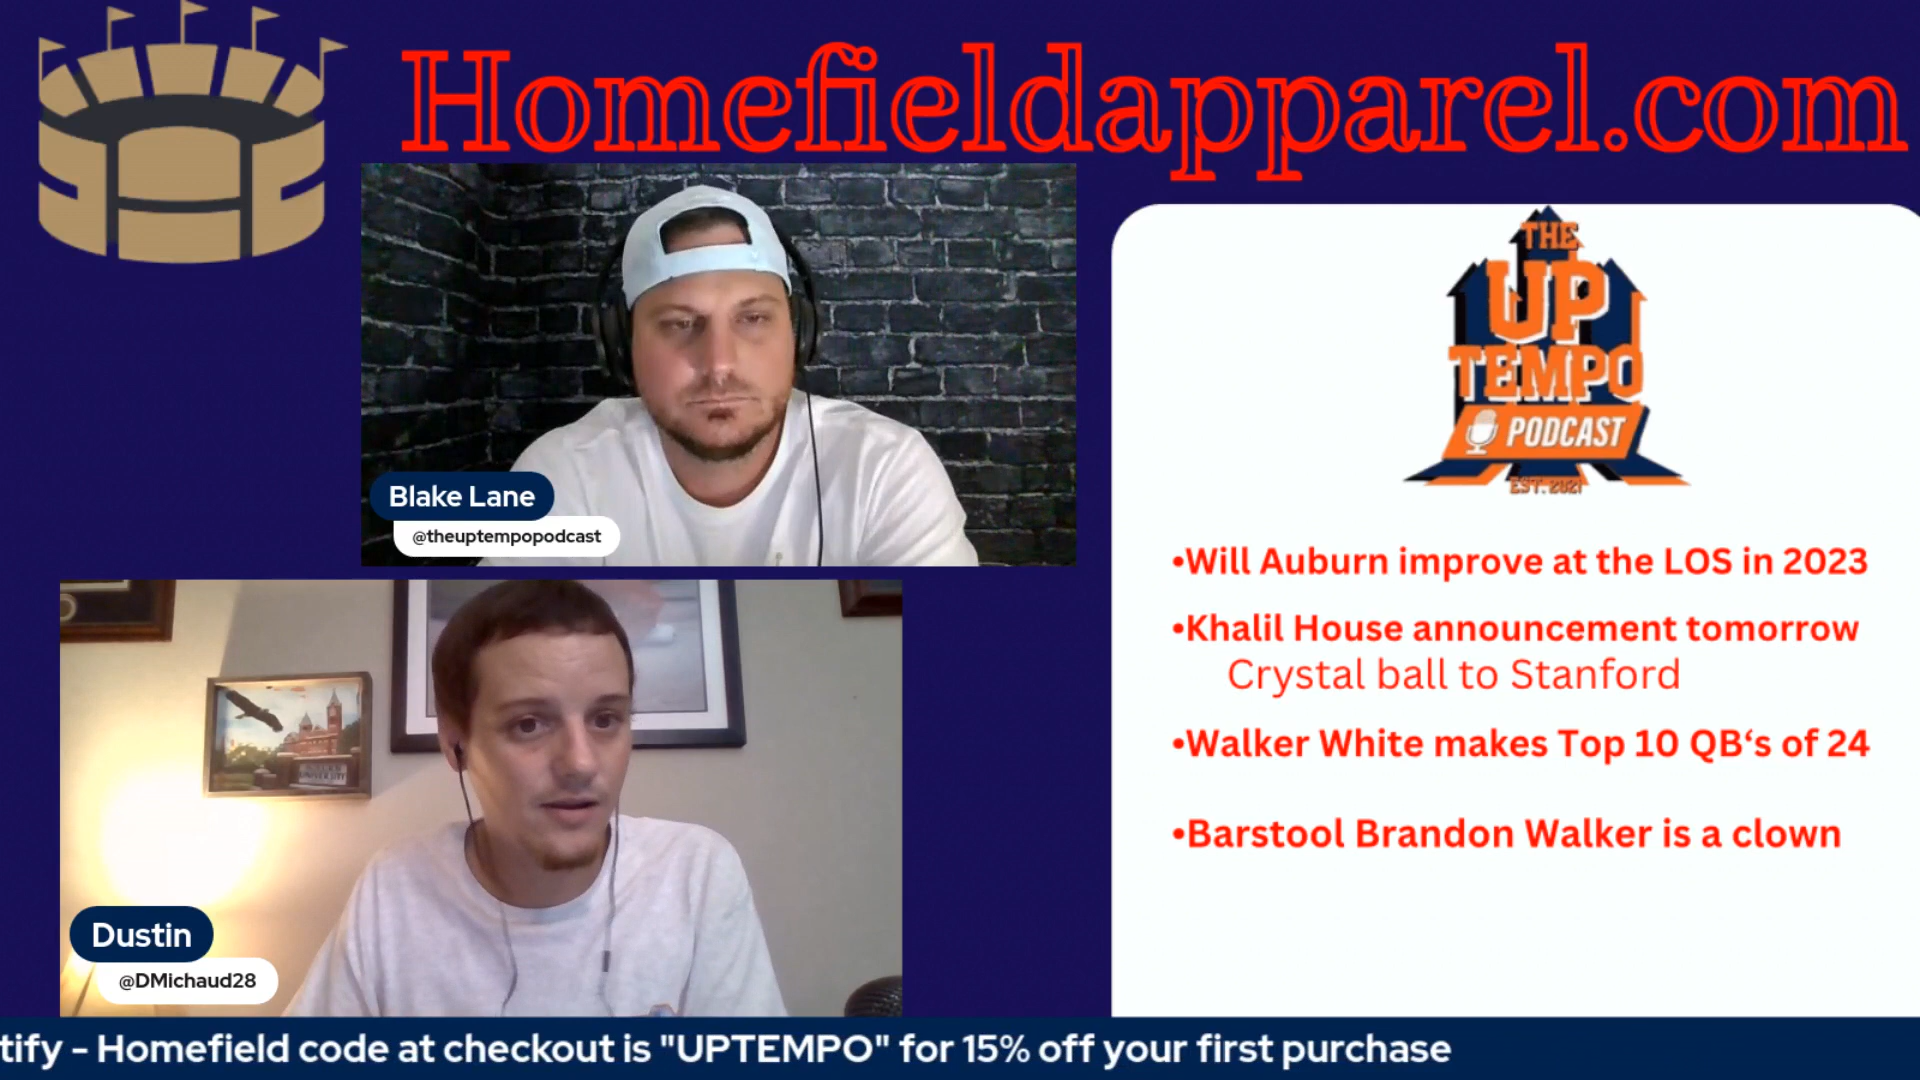 Homefieldapparel.com
THE
UP
TEMPO
PODCAST
EST. 2021
Blake Lane
@theuptempopodcast
•Will Auburn improve at the LOS in 2023
•Khalil House announcement tomorrow
Crystal ball to Stanford
•Walker White makes Top 10 QB‘s of 24
•Barstool Brandon Walker is a clown
AUBURN
UNIVERSITY
Dustin
@DMichaud28
tify - Homefield code at checkout is "UPTEMPO" for 15% off your first purchase